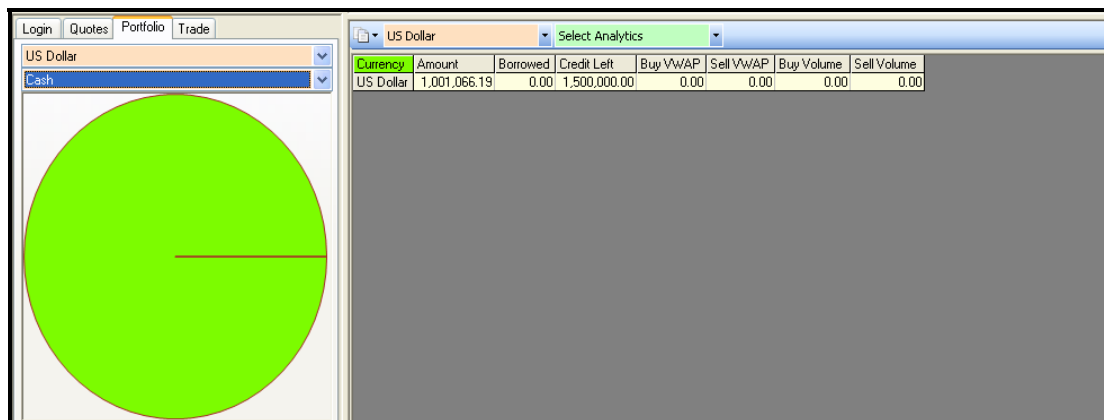 Login Quotes Portfolio Trade
US Dollar
Cash
US Dollar Select Analytics
Currency Amount Borrowed Credit Left Buy VWAP Sell VWAP Buy Volume Sell Volume
US Dollar 1,001,066.19 0.00 1,500,000.00 0.00 0.00 0.00 0.00